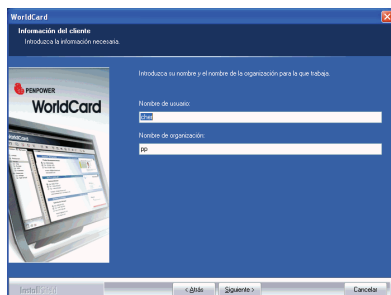 WorldCard
Información del cliente
Introduzca la información necesaria.
PENPOWER
WorldCard
Introduzca su nombre y el nombre de la organización para la que trabaja.
Nombre de usuario:
Nombre de organización:
pp
InstallShield
< Atrás
Siguiente >
Cancelar